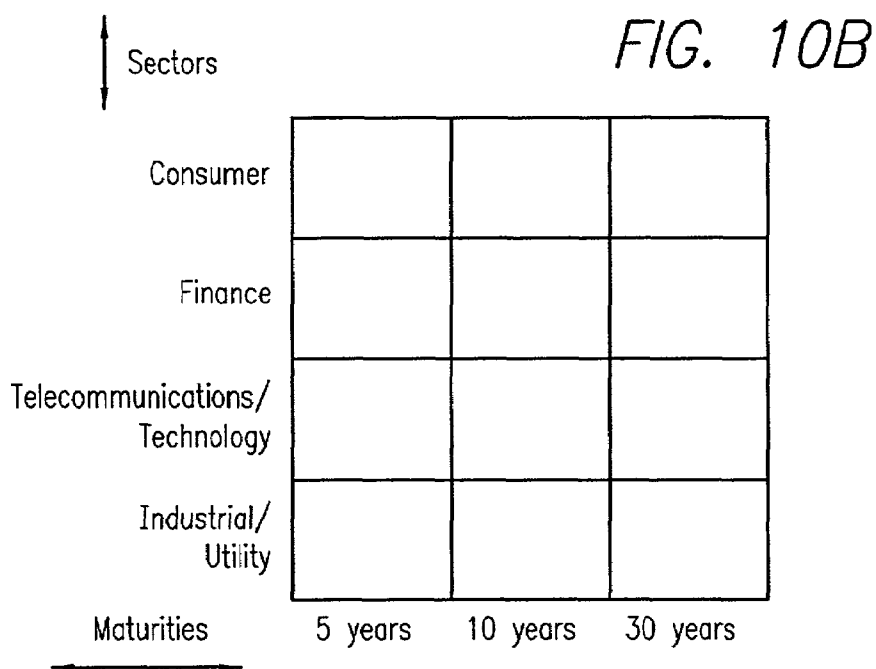 FIG. 10B
Sectors
Consumer
Finance
Telecommunications/
Technology
Industrial/
Utility
Maturities 5 years 10 years 30 years